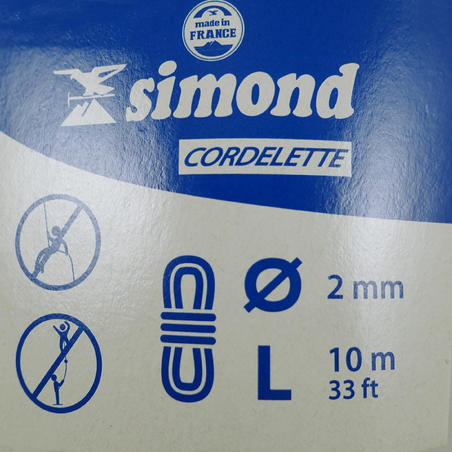 made in
FRANCE
simond
CORDELETTE
Ø 2 mm
L 10 m
33 ft